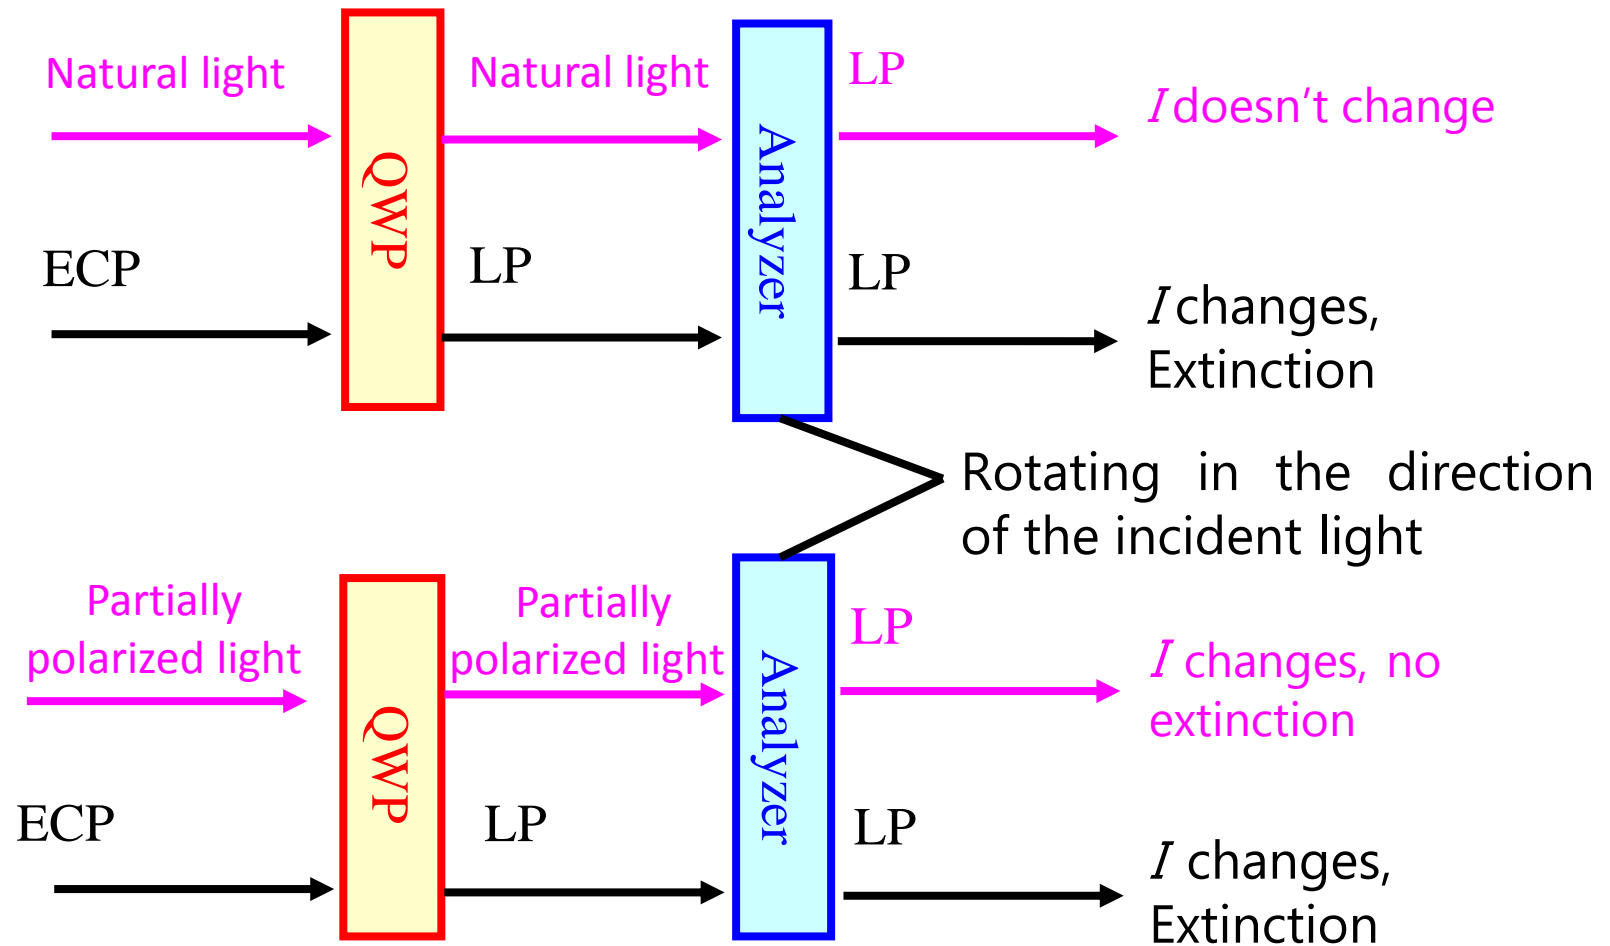 Natural light
Natural light
LP
I doesn’t change
QWP
Analyzer
ECP
LP
LP
I changes,
Extinction
Rotating in the direction
of the incident light
Partially
polarized light
Partially
polarized light
LP
I changes, no
extinction
QWP
Analyzer
ECP
LP
LP
I changes,
Extinction